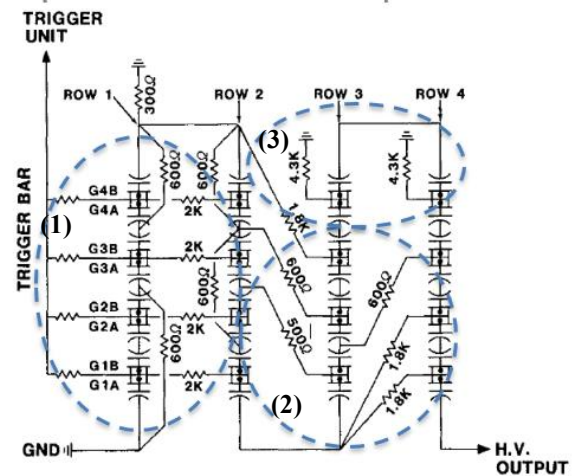 TRIGGER
UNIT
300Ω
ROW 1
ROW 2
ROW 3
ROW 4
(3)
600Ω
600Ω
4.3K
4.3K
TRIGGER BAR
(1)
G4B
G4A
2K
1.8K
G3B
G3A
2K
600Ω
600Ω
600Ω
G2B
G2A
2K
600Ω
500Ω
1.8K
G1B
G1A
2K
1.8K
(2)
GND
H.V.
OUTPUT